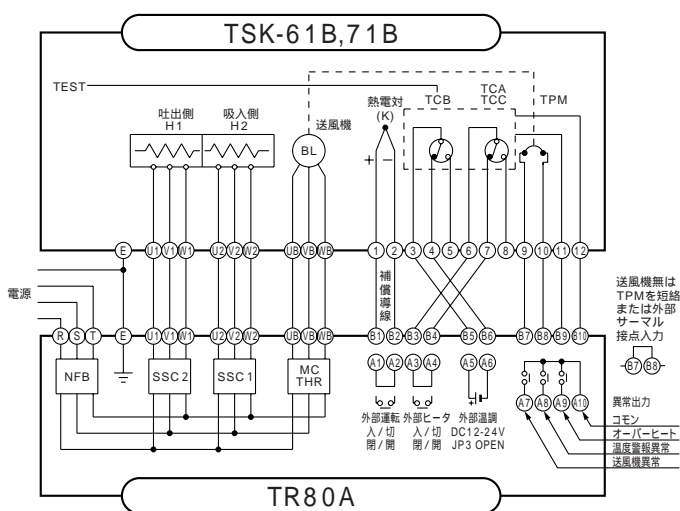 TSK-61B,71B
TEST
吐出側
H1
吸入側
H2
送風機
BL
熱電対
(K)
+ −
TCB
TCA
TCC
TPM
E U1 V1 W1 U2 V2 W2 UB VB WB 1 2 3 4 5 6 7 8 9 10 11 12
補償導線
電源
R S T E U1 V1 W1 U2 V2 W2 UB VB WB B1 B2 B3 B4 B5 B6 B7 B8 B9 B10
NFB
SSC2
SSC1
MC
THR
A1 A2 A3 A4 A5 A6
A7 A8 A9 A10
外部運転
入/切
閉/開
外部ヒータ
入/切
閉/開
外部温調
DC12-24V
JP3 OPEN
送風機無は
TPMを短絡
または外部
サーマル
接点入力
B7 B8
異常出力
コモン
オーバーヒート
温度警報異常
送風機異常
TR80A